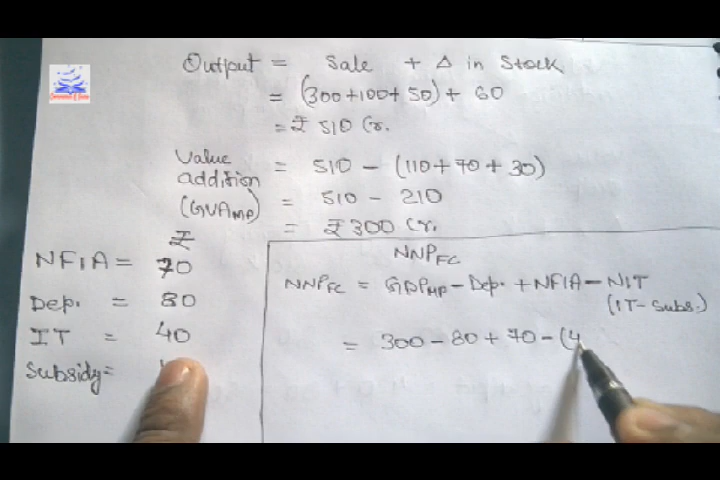 Output = Sale + Δ in Stock
= (300+100+50) + 60
= ₹ 510 Cr.
Value addition (GVAMP) = 510 - (110+70+30)
= 510 - 210
= ₹ 300 Cr.
₹
NFIA = 70
Dep. = 80
IT = 40
Subsidy =
NNPFC
NNPFC = GDPMP - Dep. + NFIA - NIT
(IT - Subs.)
= 300 - 80 + 70 - (4